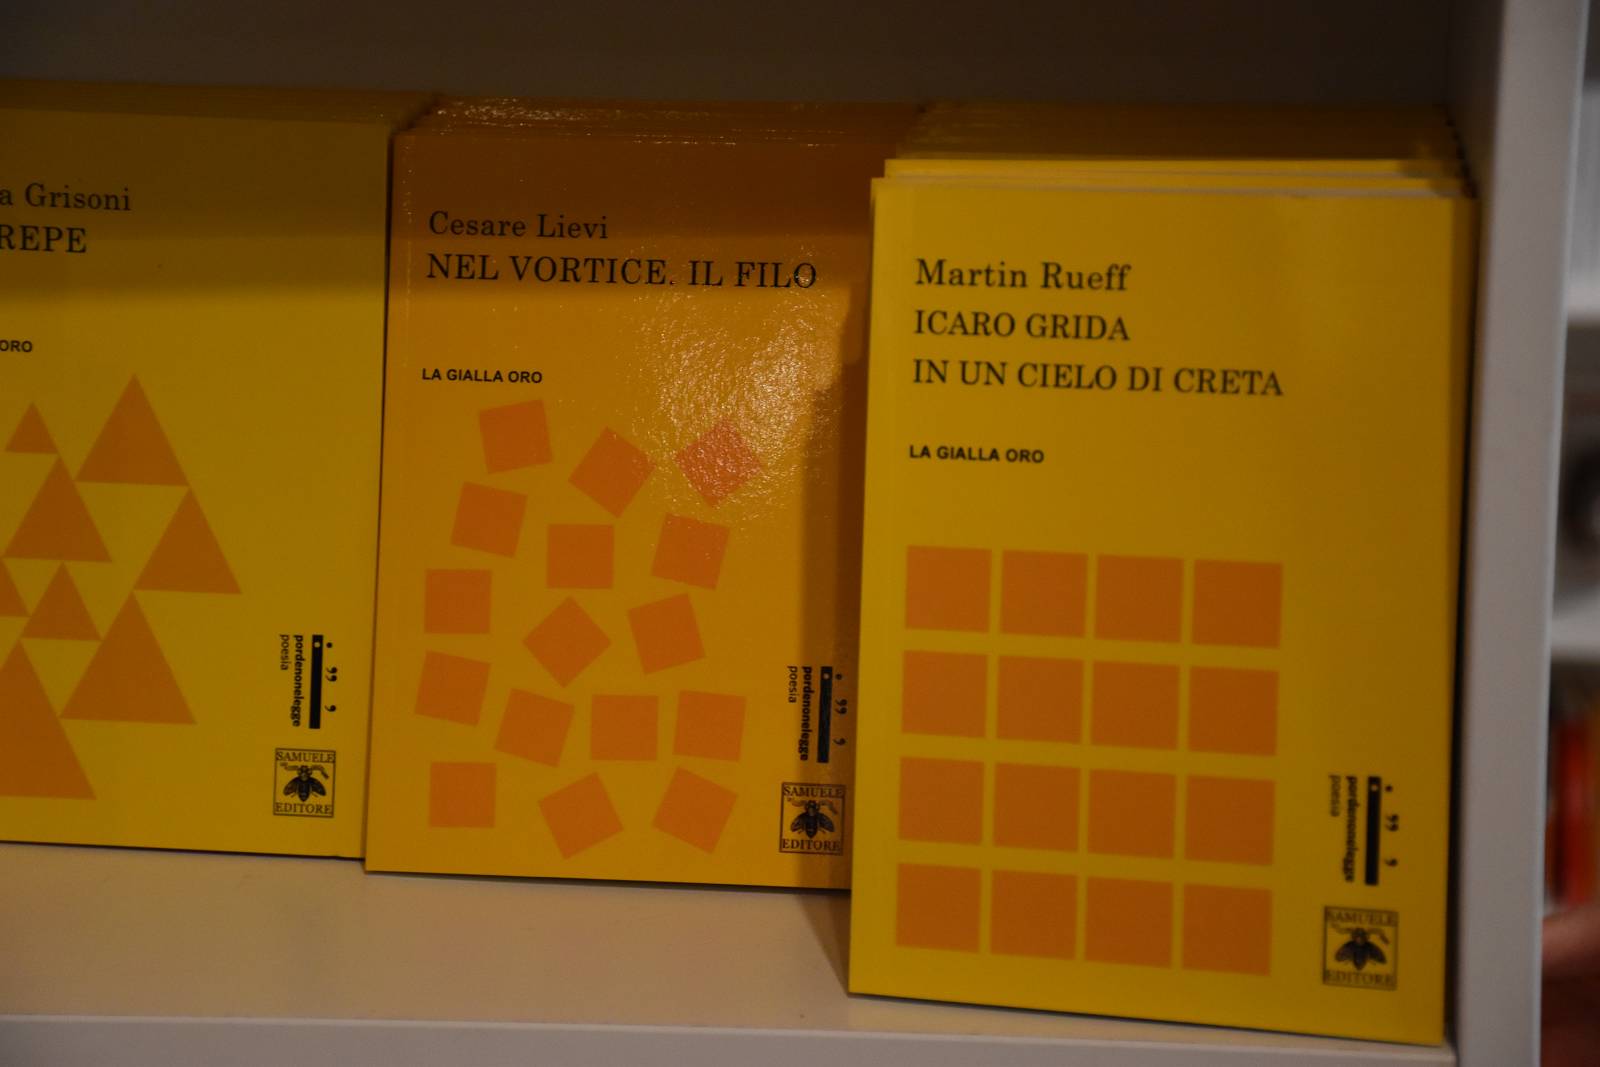 a Grisoni
REPE
ORO
pordenonelegge
poesia
SAMUELE
EDITORE
Cesare Lievi
NEL VORTICE. IL FILO
LA GIALLA ORO
pordenonelegge
poesia
SAMUELE
EDITORE
Martin Rueff
ICARO GRIDA
IN UN CIELO DI CRETA
LA GIALLA ORO
pordenonelegge
poesia
SAMUELE
EDITORE